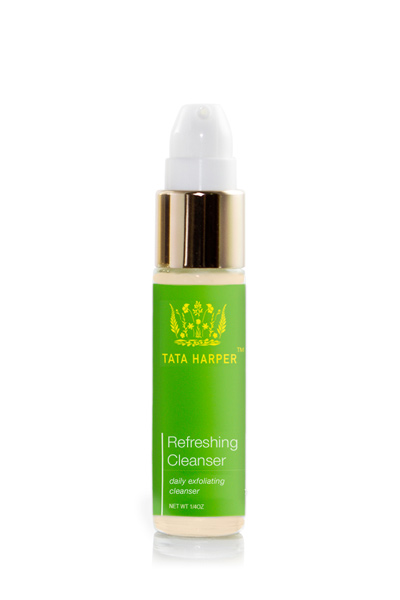 TATA HARPER™
Refreshing
Cleanser
daily exfoliating
cleanser
NET WT 1/4OZ